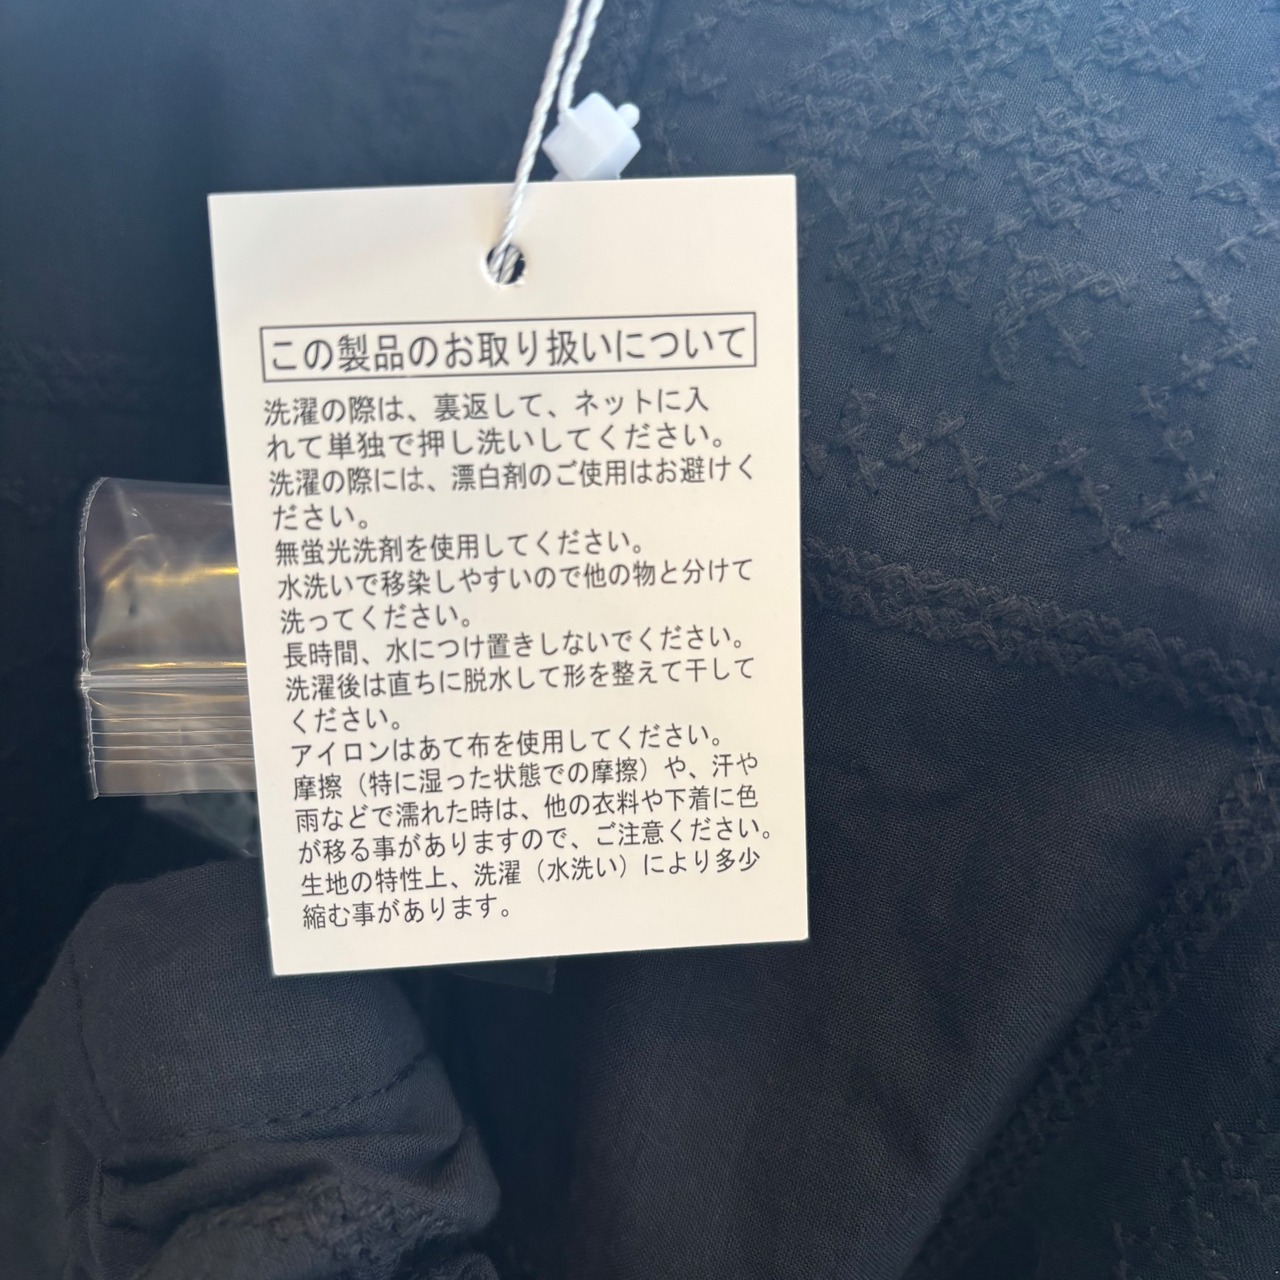 この製品のお取り扱いについて
洗濯の際は、裏返して、ネットに入
れて単独で押し洗いしてください。
洗濯の際には、漂白剤のご使用はお避けく
ださい。
無蛍光洗剤を使用してください。
水洗いで移染しやすいので他の物と分けて
洗ってください。
長時間、水につけ置きしないでください。
洗濯後は直ちに脱水して形を整えて干して
ください。
アイロンはあて布を使用してください。
摩擦（特に湿った状態での摩擦）や、汗や
雨などで濡れた時は、他の衣料や下着に色
が移る事がありますので、ご注意ください。
生地の特性上、洗濯（水洗い）により多少
縮む事があります。